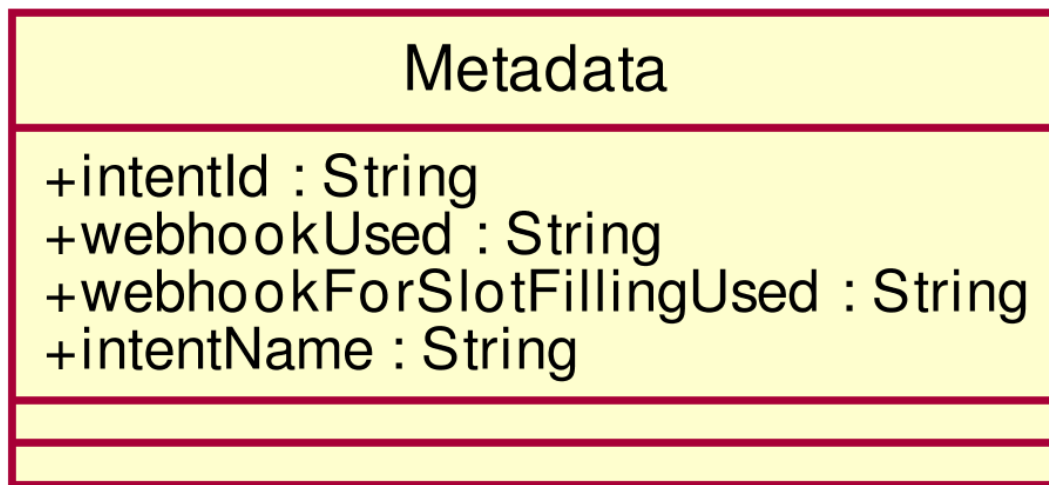 Metadata
+intentId : String
+webhookUsed : String
+webhookForSlotFillingUsed : String
+intentName : String